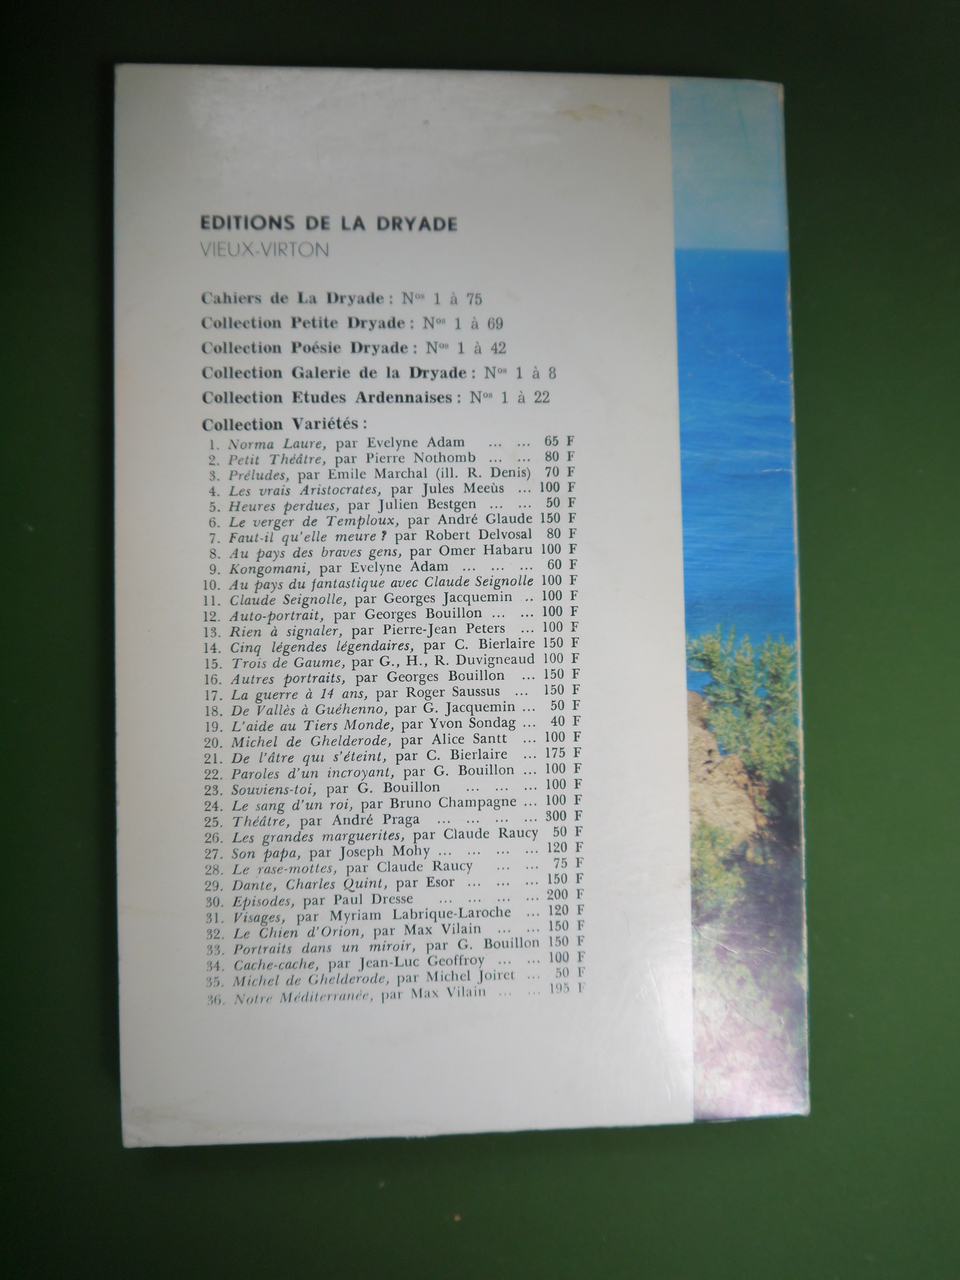 EDITIONS DE LA DRYADE
VIEUX-VIRTON
Cahiers de La Dryade : Nos 1 à 75
Collection Petite Dryade : Nos 1 à 69
Collection Poésie Dryade : Nos 1 à 42
Collection Galerie de la Dryade : Nos 1 à 8
Collection Etudes Ardennaises : Nos 1 à 22
Collection Variétés :
1. Norma Laure, par Evelyne Adam ... ... 65 F
2. Petit Théâtre, par Pierre Nothomb ... ... 80 F
3. Préludes, par Emile Marchal (ill. R. Denis) 70 F
4. Les vrais Aristocrates, par Jules Meeùs ... 100 F
5. Heures perdues, par Julien Bestgen ... ... 50 F
6. Le verger de Temploux, par André Glaude 150 F
7. Faut-il qu'elle meure ? par Robert Delvosal 80 F
8. Au pays des braves gens, par Omer Habaru 100 F
9. Kongomani, par Evelyne Adam ... ... ... 60 F
10. Au pays du fantastique avec Claude Seignolle 100 F
11. Claude Seignolle, par Georges Jacquemin .. 100 F
12. Auto-portrait, par Georges Bouillon ... ... 100 F
13. Rien à signaler, par Pierre-Jean Peters ... 100 F
14. Cinq légendes légendaires, par C. Bierlaire 150 F
15. Trois de Gaume, par G., H., R. Duvigneaud 100 F
16. Autres portraits, par Georges Bouillon ... 150 F
17. La guerre à 14 ans, par Roger Saussus ... 150 F
18. De Vallès à Guéhenno, par G. Jacquemin ... 50 F
19. L'aide au Tiers Monde, par Yvon Sondag ... 40 F
20. Michel de Ghelderode, par Alice Santt ... 100 F
21. De l'âtre qui s'éteint, par C. Bierlaire ... 175 F
22. Paroles d'un incroyant, par G. Bouillon ... 100 F
23. Souviens-toi, par G. Bouillon ... ... ... 100 F
24. Le sang d'un roi, par Bruno Champagne ... 100 F
25. Théâtre, par André Praga ... ... ... ... 300 F
26. Les grandes marguerites, par Claude Raucy 50 F
27. Son papa, par Joseph Mohy ... ... ... ... 120 F
28. Le rase-mottes, par Claude Raucy ... ... 75 F
29. Dante, Charles Quint, par Esor ... ... ... 150 F
30. Episodes, par Paul Dresse ... ... ... ... 200 F
31. Visages, par Myriam Labrique-Laroche ... 120 F
32. Le Chien d'Orion, par Max Vilain ... ... 150 F
33. Portraits dans un miroir, par G. Bouillon 150 F
34. Cache-cache, par Jean-Luc Geoffroy ... ... 100 F
35. Michel de Ghelderode, par Michel Joiret ... 50 F
36. Notre Méditerranée, par Max Vilain ... ... 195 F